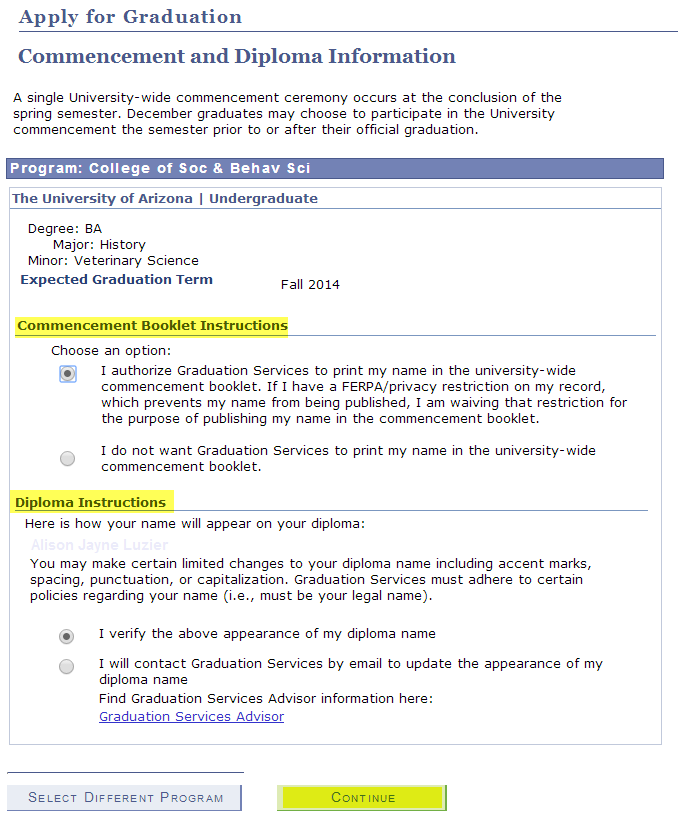 Apply for Graduation
Commencement and Diploma Information
A single University-wide commencement ceremony occurs at the conclusion of the
spring semester. December graduates may choose to participate in the University
commencement the semester prior to or after their official graduation.
Program: College of Soc & Behav Sci
The University of Arizona | Undergraduate
Degree: BA
Major: History
Minor: Veterinary Science
Expected Graduation Term
Fall 2014
Commencement Booklet Instructions
Choose an option:
I authorize Graduation Services to print my name in the university-wide
commencement booklet. If I have a FERPA/privacy restriction on my record,
which prevents my name from being published, I am waiving that restriction for
the purpose of publishing my name in the commencement booklet.
I do not want Graduation Services to print my name in the university-wide
commencement booklet.
Diploma Instructions
Here is how your name will appear on your diploma:
Alison Jayne Luzier
You may make certain limited changes to your diploma name including accent marks,
spacing, punctuation, or capitalization. Graduation Services must adhere to certain
policies regarding your name (i.e., must be your legal name).
I verify the above appearance of my diploma name
I will contact Graduation Services by email to update the appearance of my
diploma name
Find Graduation Services Advisor information here:
Graduation Services Advisor
Select Different Program
Continue